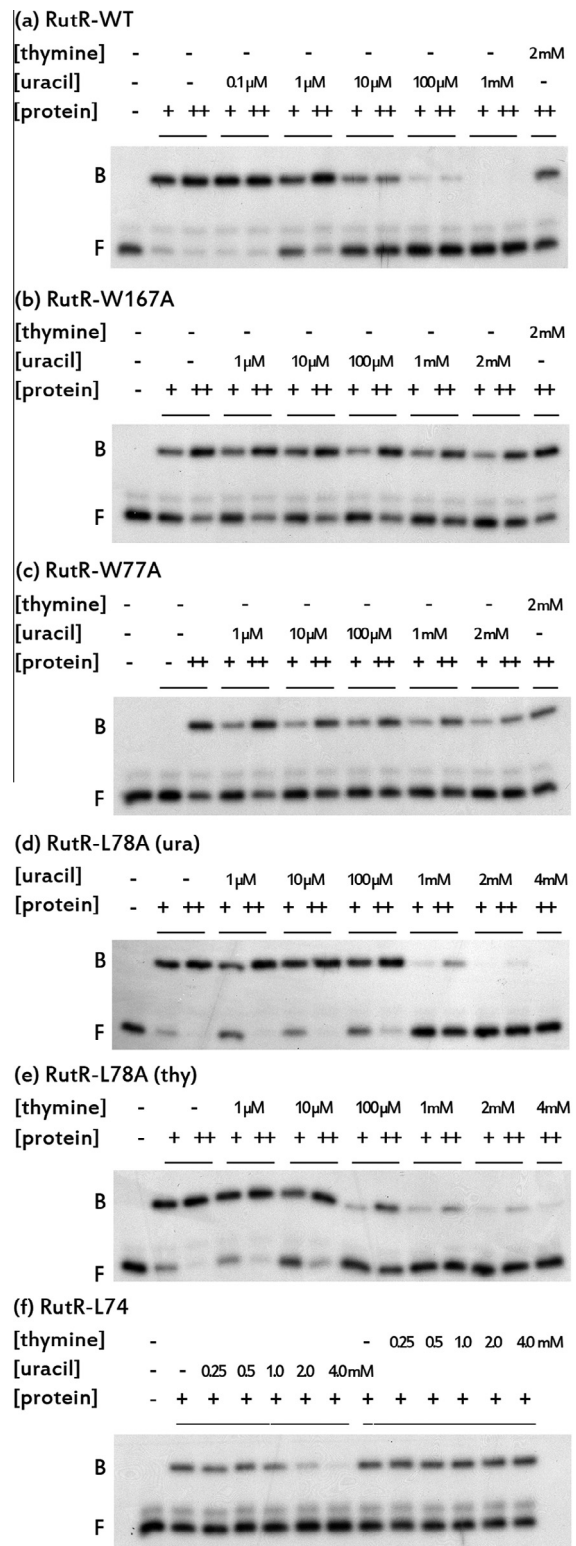 (a) RutR-WT
[thymine] - - - - - - - 2mM
[uracil] - - 0.1µM 1µM 10µM 100µM 1mM -
[protein] - + ++ + ++ + ++ + ++ + ++ + ++ ++
B
F
(b) RutR-W167A
[thymine] - - - - - - - 2mM
[uracil] - - 1µM 10µM 100µM 1mM 2mM -
[protein] - + ++ + ++ + ++ + ++ + ++ + ++ ++
B
F
(c) RutR-W77A
[thymine] - - - - - - - 2mM
[uracil] - - 1µM 10µM 100µM 1mM 2mM -
[protein] - - ++ + ++ + ++ + ++ + ++ + ++ ++
B
F
(d) RutR-L78A (ura)
[uracil] - - 1µM 10µM 100µM 1mM 2mM 4mM
[protein] - + ++ + ++ + ++ + ++ + ++ + ++ ++
B
F
(e) RutR-L78A (thy)
[thymine] - - 1µM 10µM 100µM 1mM 2mM 4mM
[protein] - + ++ + ++ + ++ + ++ + ++ + ++ ++
B
F
(f) RutR-L74
[thymine] - - 0.25 0.5 1.0 2.0 4.0 mM
[uracil] - - 0.25 0.5 1.0 2.0 4.0 mM
[protein] - + + + + + + + + + + + +
B
F